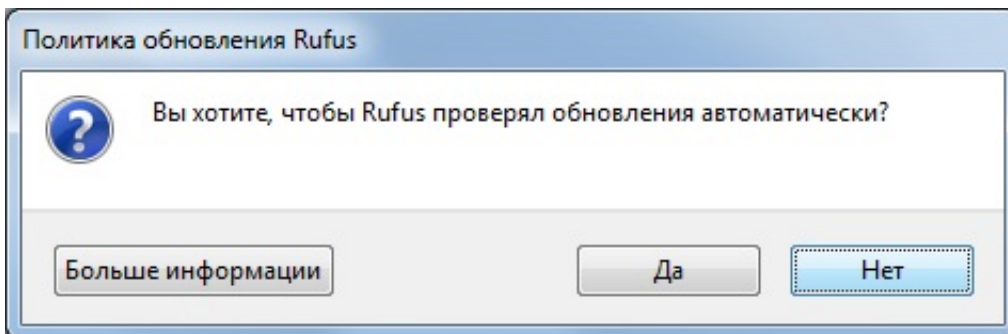 Политика обновления Rufus
Вы хотите, чтобы Rufus проверял обновления автоматически?
Больше информации
Да
Нет